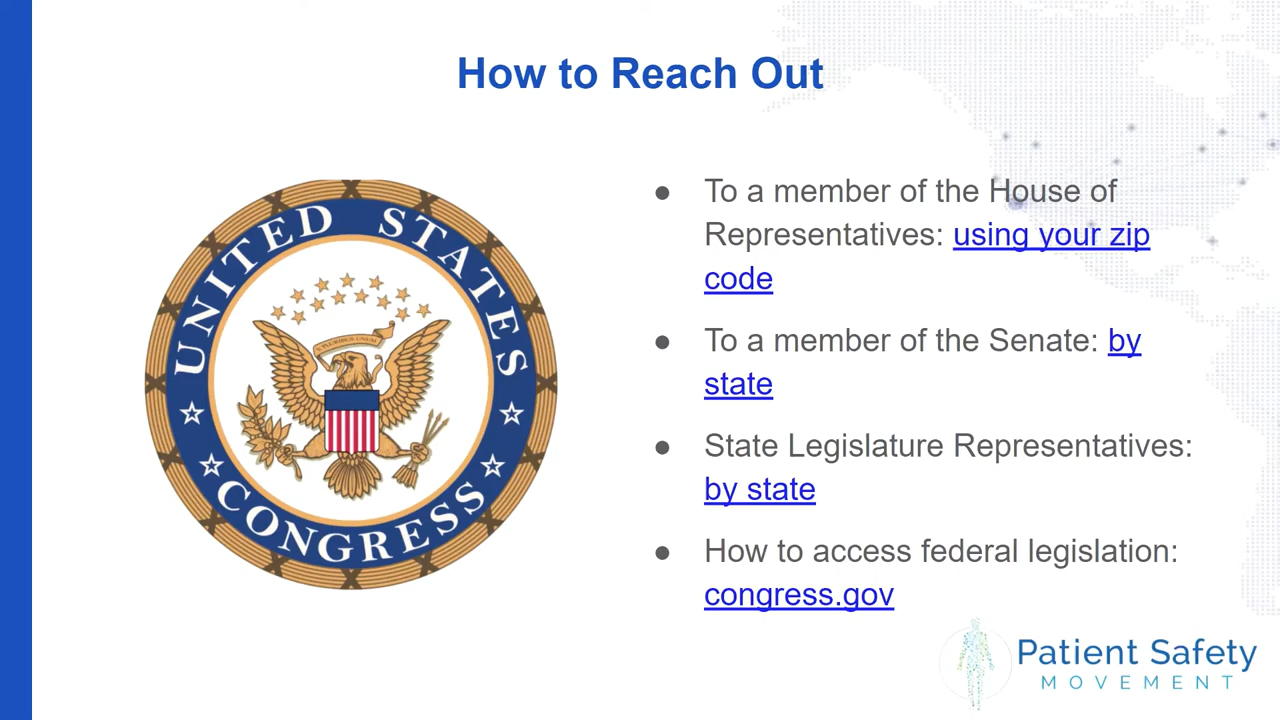 How to Reach Out
UNITED STATES
CONGRESS
E PLURIBUS UNUM
● To a member of the House of
Representatives: using your zip
code
● To a member of the Senate: by
state
● State Legislature Representatives:
by state
● How to access federal legislation:
congress.gov
Patient Safety
MOVEMENT